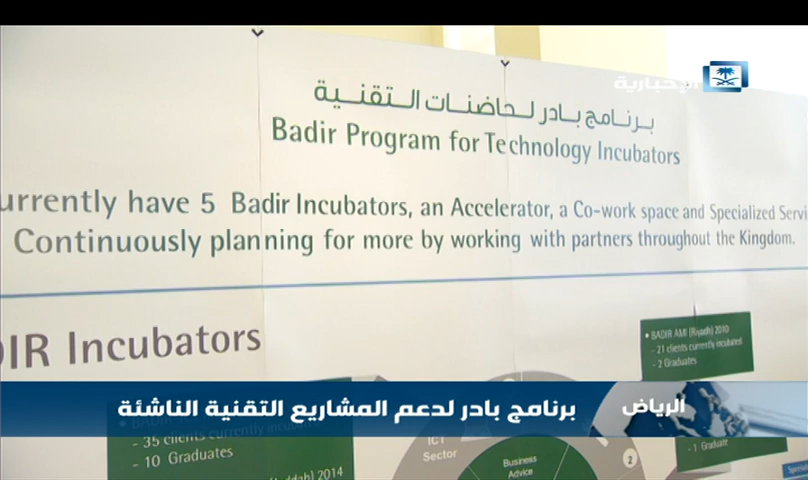 الإخبارية
برنامج بادر لحاضنات التقنية
Badir Program for Technology Incubators
urrently have 5 Badir Incubators, an Accelerator, a Co-work space and Specialized Servi
Continuously planning for more by working with partners throughout the Kingdom.
DIR Incubators
• BADIR AMI (Riyadh) 2010
- 21 clients currently incubated
- 2 Graduates
الرياض
برنامج بادر لدعم المشاريع التقنية الناشئة
- 35 clients currently
- 10 Graduates
2014
ICT
Sector
Business
Advice
2
- 1 Graduate